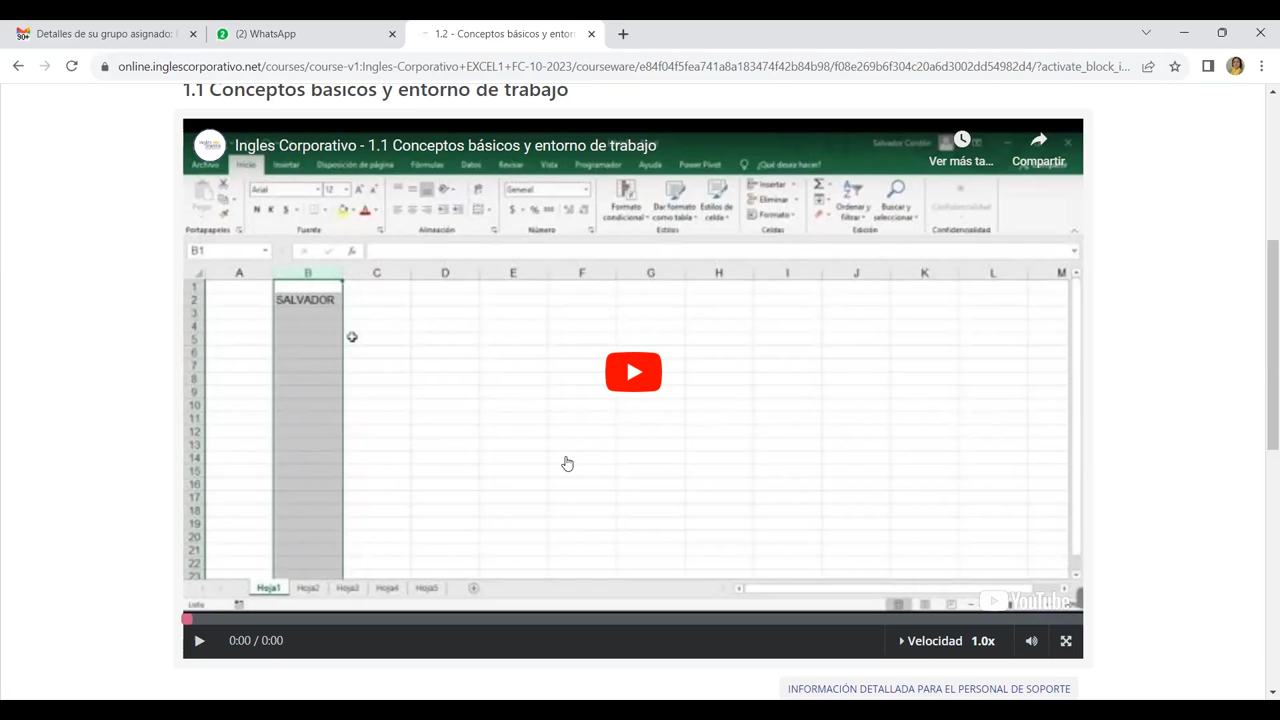 Detalles de su grupo asignado:
(2) WhatsApp
1.2 - Conceptos básicos y entorn
online.inglescorporativo.net/courses/course-v1:Ingles-Corporativo+EXCEL1+FC-10-2023/courseware/e84f04f5fea741a8a183474f42b84b98/f08e269b6f304c20a6d3002dd54982d4/?activate_block_i...
1.1 Conceptos básicos y entorno de trabajo
Ingles Corporativo - 1.1 Conceptos básicos y entorno de trabajo
Ver más ta...
Compartir
Archivo Inicio Insertar Disposición de página Fórmulas Datos Revisar Vista Programador Ayuda Power Pivot ¿Qué desea hacer?
Arial 12 General
Pegar
N K S
Formato condicional
Dar formato como tabla
Estilos de celda
Insertar
Eliminar
Formato
Ordenar y filtrar
Buscar y seleccionar
Confidencialidad
Portapapeles Fuente Alineación Número Estilos Celdas Edición Confidencialidad
B1 fx
A B C D E F G H I J K L M
1
2 SALVADOR
3
4
5
6
7
8
9
10
11
12
13
14
15
16
17
18
19
20
21
22
23
Hoja1 Hoja2 Hoja3 Hoja4 Hoja5
Listo
YouTube
0:00 / 0:00
Velocidad 1.0x
INFORMACIÓN DETALLADA PARA EL PERSONAL DE SOPORTE